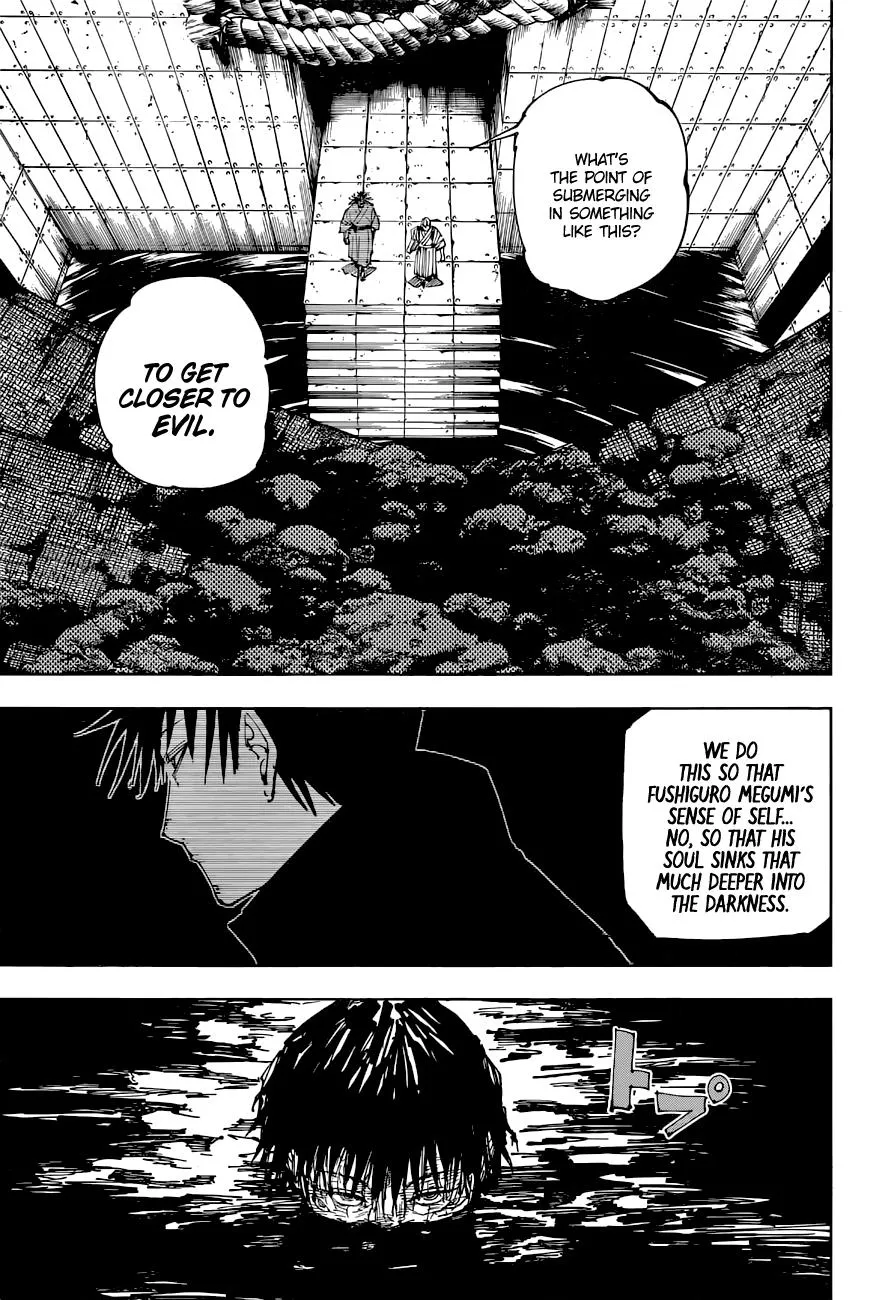 WHAT'S
THE POINT OF
SUBMERGING
IN SOMETHING
LIKE THIS?
TO GET
CLOSER TO
EVIL.
WE DO
THIS SO THAT
FUSHIGURO MEGUMI'S
SENSE OF SELF...
NO, SO THAT HIS
SOUL SINKS THAT
MUCH DEEPER INTO
THE DARKNESS.
トプ